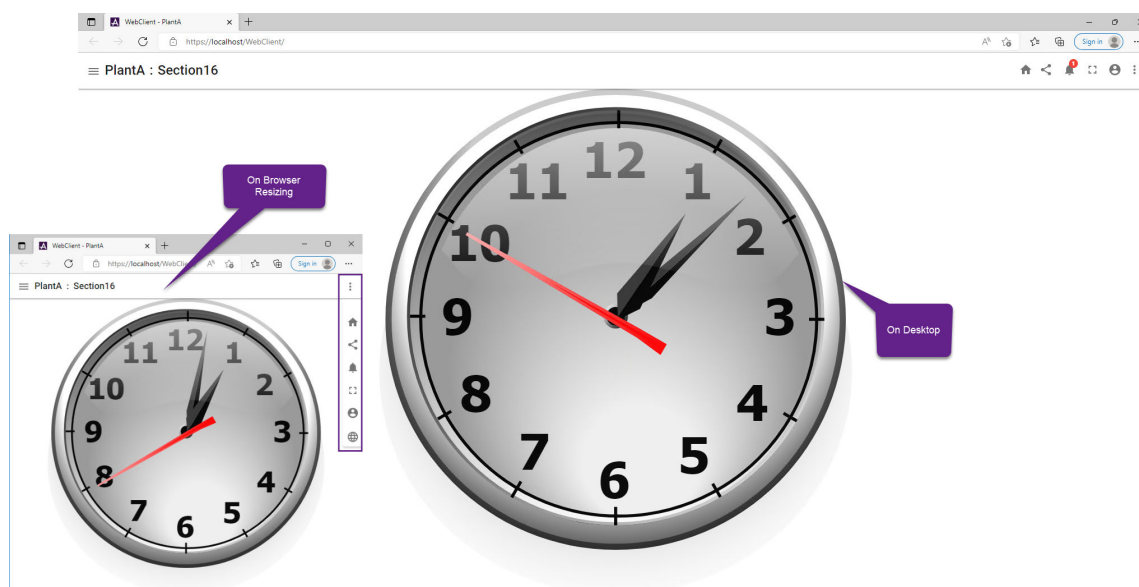 WebClient - PlantA
https://localhost/WebClient/
Sign in
PlantA : Section16
1
12
1
2
3
4
5
6
7
8
9
10
11
On Browser
Resizing
On Desktop
WebClient - PlantA
https://localhost/WebClie
Sign in
PlantA : Section16
12
1
2
3
4
5
6
7
8
9
10
11